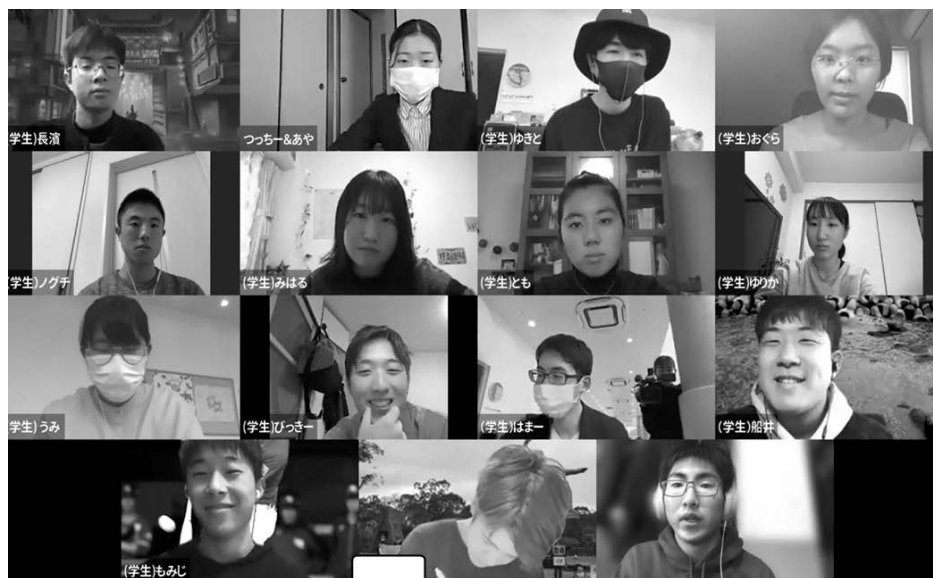 学生)長濱
つっちー&あや
(学生)ゆきと
(学生)おぐら
(学生)ノグチ
(学生)みはる
(学生)とも
(学生)ゆりか
(学生)うみ
(学生)びっきー
(学生)はまー
(学生)船井
(学生)もみじ